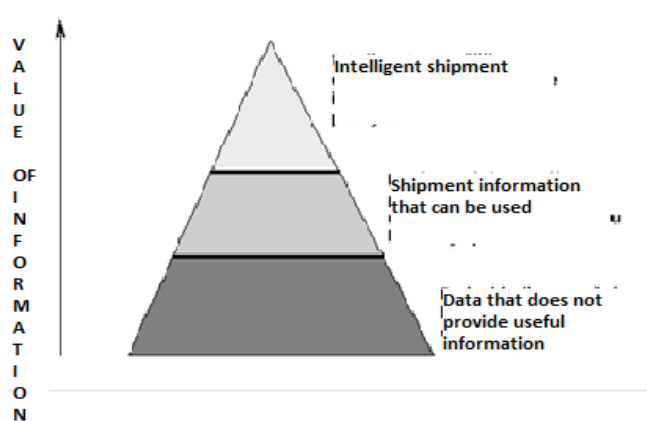 VALUE OF INFORMATION
Intelligent shipment
Shipment information
that can be used
Data that does not
provide useful
information